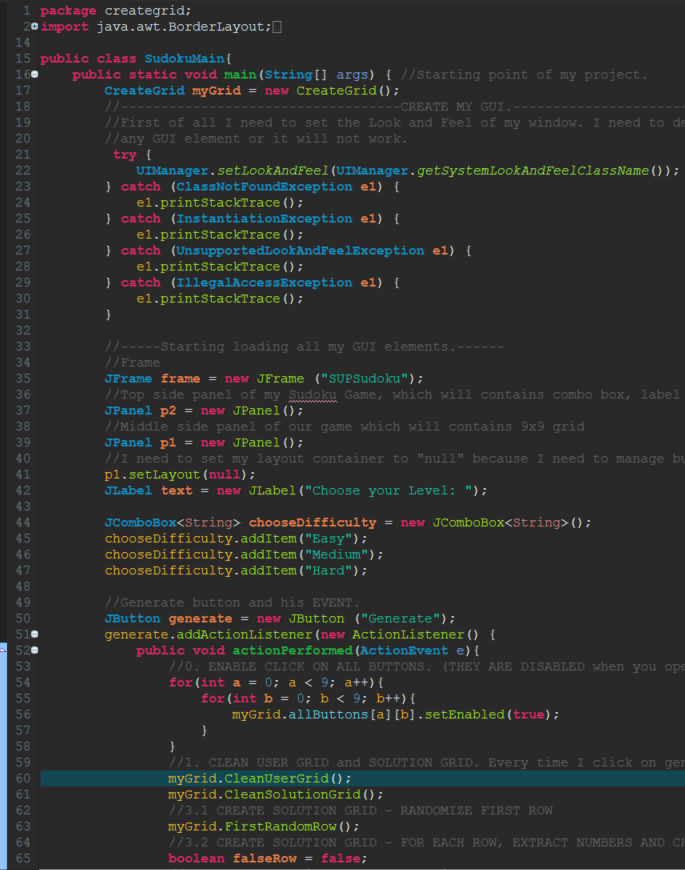 1 package creategrid;
2 import java.awt.BorderLayout;
14
15 public class SudokuMain{
16 public static void main(String[] args) { //Starting point of my project.
17 CreateGrid myGrid = new CreateGrid();
18 //-----------------------------------CREATE MY GUI.----------------------
19 //First of all I need to set the Look and Feel of my window. I need to de
20 //any GUI element or it will not work.
21 try {
22 UIManager.setLookAndFeel(UIManager.getSystemLookAndFeelClassName());
23 } catch (ClassNotFoundException e1) {
24 e1.printStackTrace();
25 } catch (InstantiationException e1) {
26 e1.printStackTrace();
27 } catch (UnsupportedLookAndFeelException e1) {
28 e1.printStackTrace();
29 } catch (IllegalAccessException e1) {
30 e1.printStackTrace();
31 }
32
33 //-----Starting loading all my GUI elements.------
34 //Frame
35 JFrame frame = new JFrame ("SUPSudoku");
36 //Top side panel of my Sudoku Game, which will contains combo box, label
37 JPanel p2 = new JPanel();
38 //Middle side panel of our game which will contains 9x9 grid
39 JPanel p1 = new JPanel();
40 //I need to set my layout container to "null" because I need to manage bu
41 p1.setLayout(null);
42 JLabel text = new JLabel("Choose your Level: ");
43
44 JComboBox<String> chooseDifficulty = new JComboBox<String>();
45 chooseDifficulty.addItem("Easy");
46 chooseDifficulty.addItem("Medium");
47 chooseDifficulty.addItem("Hard");
48
49 //Generate button and his EVENT.
50 JButton generate = new JButton ("Generate");
51 generate.addActionListener(new ActionListener() {
52 public void actionPerformed(ActionEvent e){
53 //0. ENABLE CLICK ON ALL BUTTONS. (THEY ARE DISABLED when you ope
54 for(int a = 0; a < 9; a++){
55 for(int b = 0; b < 9; b++){
56 myGrid.allButtons[a][b].setEnabled(true);
57 }
58 }
59 //1. CLEAN USER GRID and SOLUTION GRID. Every time I click on gen
60 myGrid.CleanUserGrid();
61 myGrid.CleanSolutionGrid();
62 //3.1 CREATE SOLUTION GRID - RANDOMIZE FIRST ROW
63 myGrid.FirstRandomRow();
64 //3.2 CREATE SOLUTION GRID - FOR EACH ROW, EXTRACT NUMBERS AND CH
65 boolean falseRow = false;